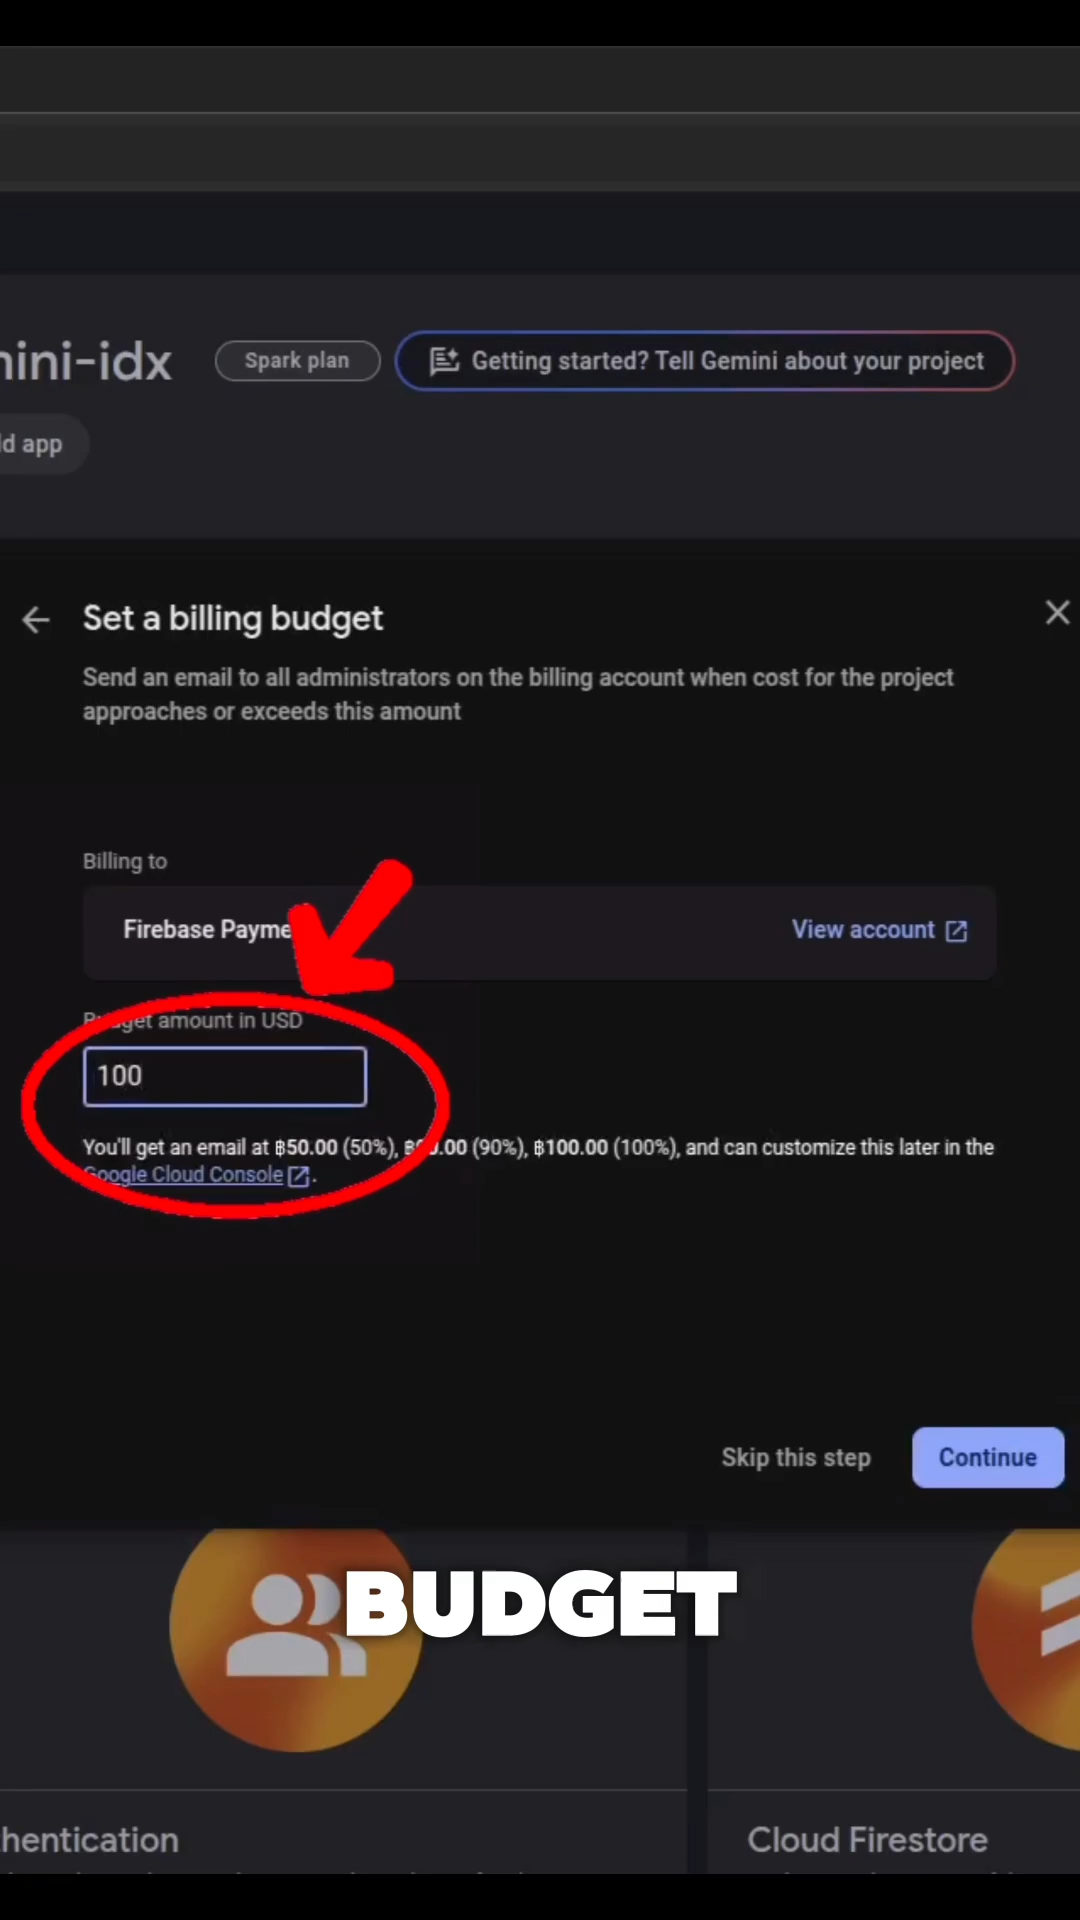 mini-idx
Spark plan
Getting started? Tell Gemini about your project
d app
Set a billing budget
Send an email to all administrators on the billing account when cost for the project
approaches or exceeds this amount
Billing to
Firebase Payme
View account
Budget amount in USD
100
You'll get an email at ฿50.00 (50%), ฿90.00 (90%), ฿100.00 (100%), and can customize this later in the
Google Cloud Console.
Skip this step
Continue
BUDGET
hentication
Cloud Firestore